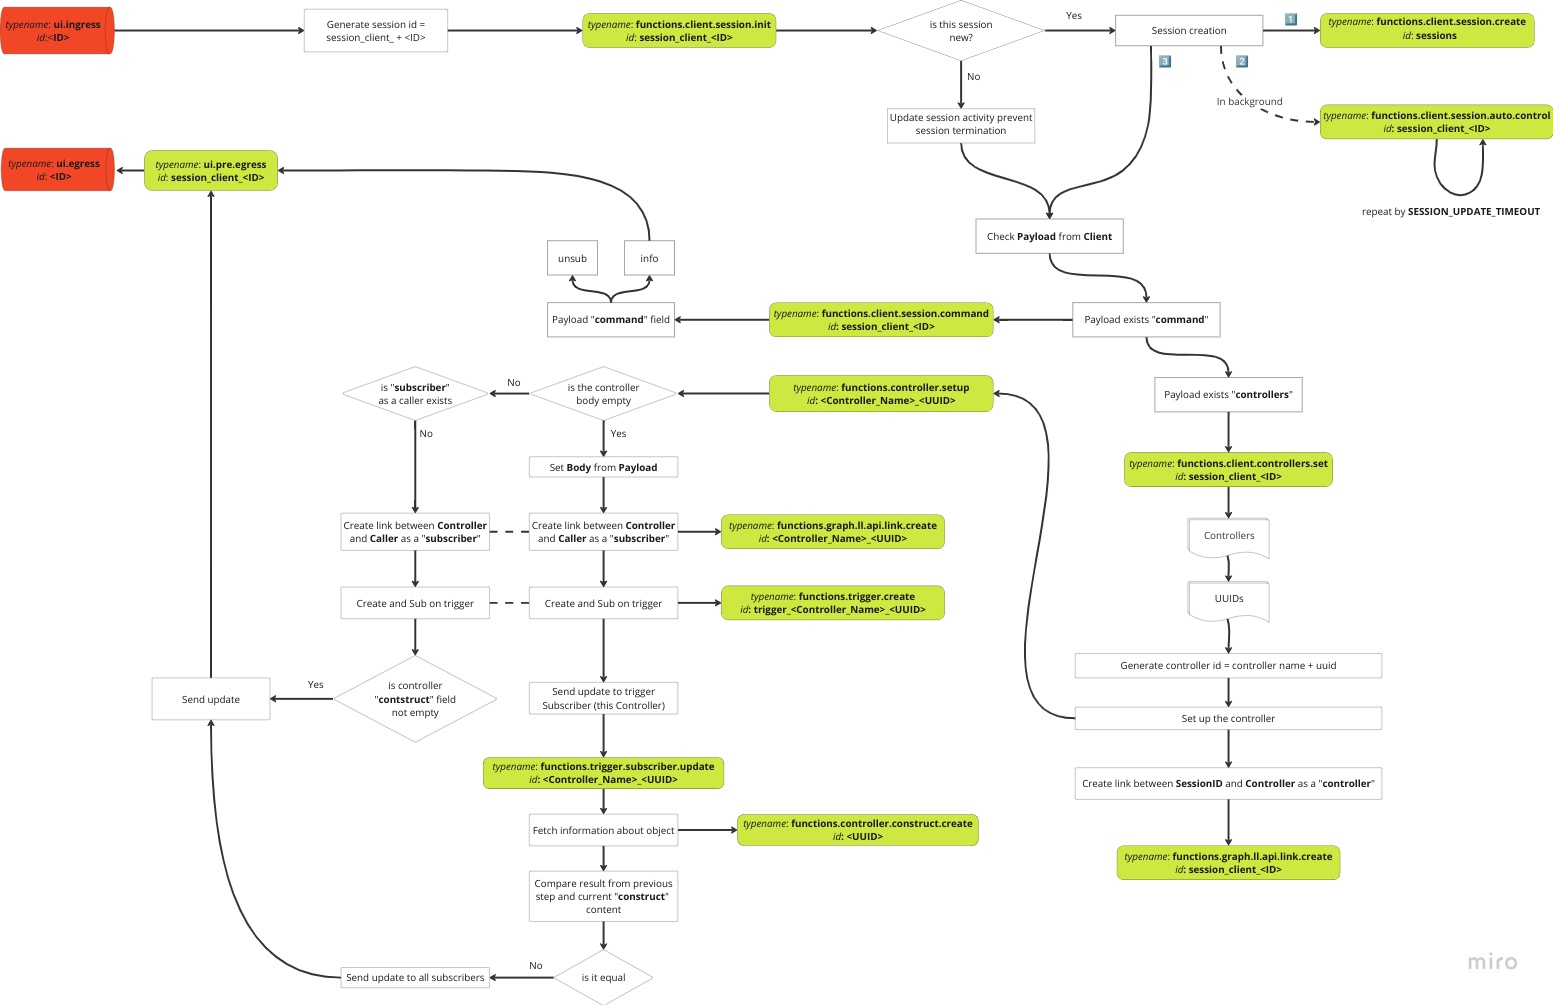 typename: ui.ingress
id:<ID>
Generate session id =
session_client_ + <ID>
typename: functions.client.session.init
id: session_client_<ID>
is this session
new?
Yes
No
Session creation
1
2
3
typename: functions.client.session.create
id: sessions
In background
typename: functions.client.session.auto.control
id: session_client_<ID>
repeat by SESSION_UPDATE_TIMEOUT
Update session activity prevent
session termination
typename: ui.egress
id: <ID>
typename: ui.pre.egress
id: session_client_<ID>
Check Payload from Client
unsub
info
Payload "command" field
typename: functions.client.session.command
id: session_client_<ID>
Payload exists "command"
is "subscriber"
as a caller exists
No
is the controller
body empty
typename: functions.controller.setup
id: <Controller_Name>_<UUID>
Payload exists "controllers"
No
Yes
Set Body from Payload
typename: functions.client.controllers.set
id: session_client_<ID>
Create link between Controller
and Caller as a "subscriber"
Create link between Controller
and Caller as a "subscriber"
typename: functions.graph.ll.api.link.create
id: <Controller_Name>_<UUID>
Controllers
Create and Sub on trigger
Create and Sub on trigger
typename: functions.trigger.create
id: trigger_<Controller_Name>_<UUID>
UUIDs
Generate controller id = controller name + uuid
Send update
Yes
is controller
"contstruct" field
not empty
Send update to trigger
Subscriber (this Controller)
Set up the controller
typename: functions.trigger.subscriber.update
id: <Controller_Name>_<UUID>
Create link between SessionID and Controller as a "controller"
Fetch information about object
typename: functions.controller.construct.create
id: <UUID>
typename: functions.graph.ll.api.link.create
id: session_client_<ID>
Compare result from previous
step and current "construct"
content
Send update to all subscribers
No
is it equal
miro